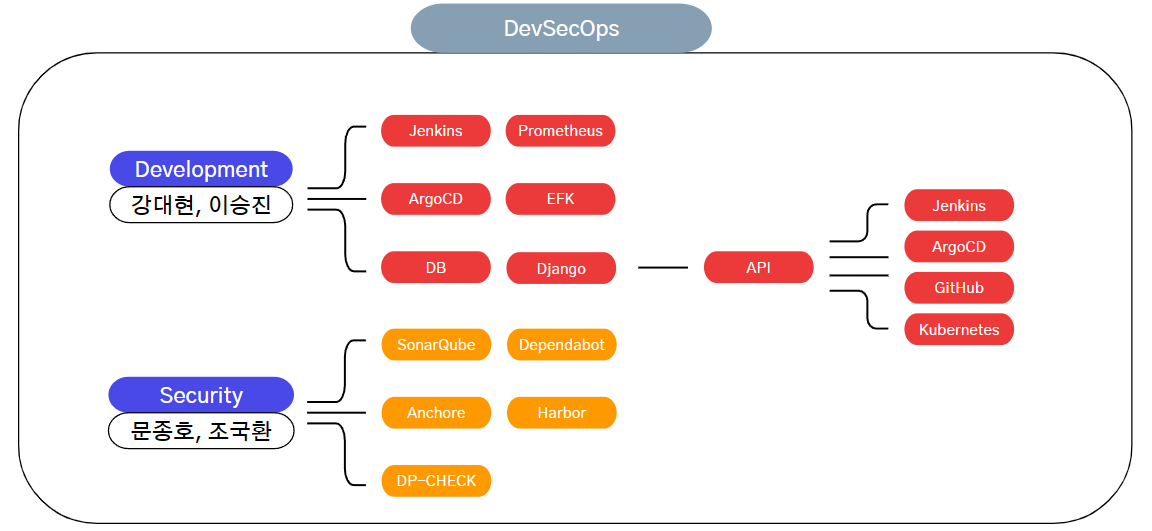 DevSecOps
Development
강대현, 이승진
Jenkins
Prometheus
ArgoCD
EFK
DB
Django
API
Jenkins
ArgoCD
GitHub
Kubernetes
Security
문종호, 조국환
SonarQube
Dependabot
Anchore
Harbor
DP-CHECK